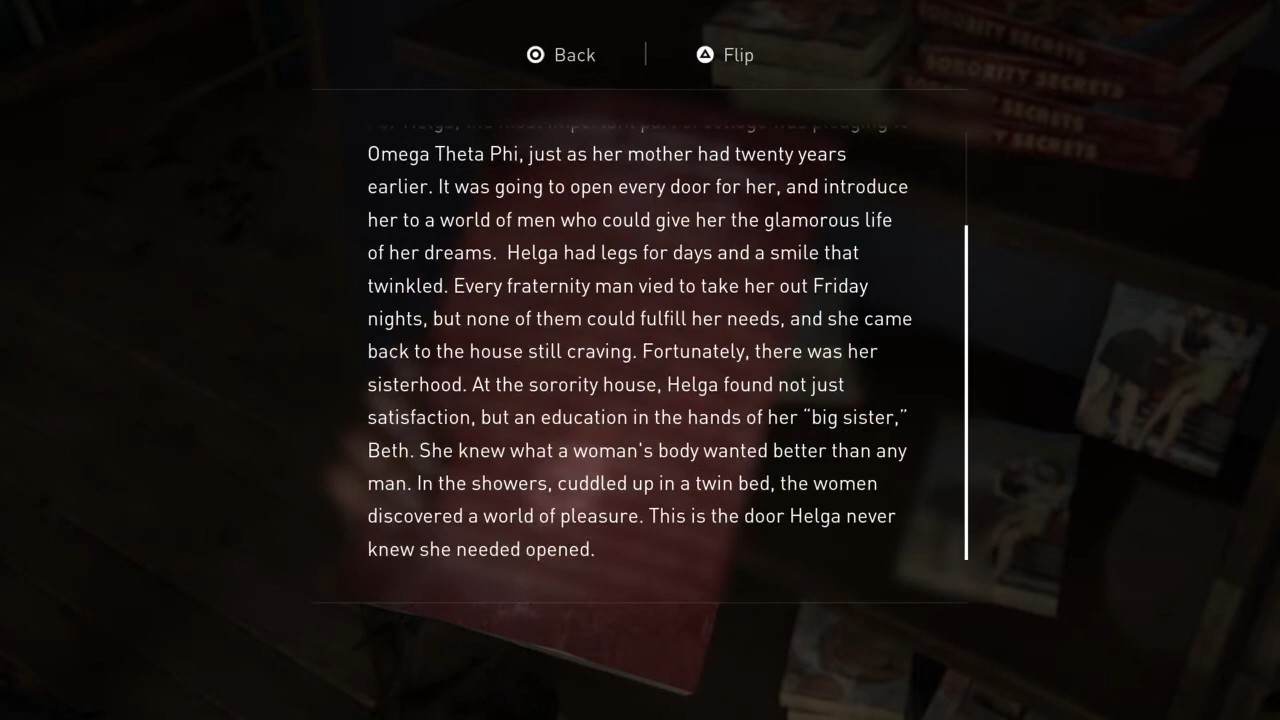 Back | Flip
SORORITY SECRETS
SORORITY SECRETS
SECRETS
SECRETS
Omega Theta Phi, just as her mother had twenty years
earlier. It was going to open every door for her, and introduce
her to a world of men who could give her the glamorous life
of her dreams.  Helga had legs for days and a smile that
twinkled. Every fraternity man vied to take her out Friday
nights, but none of them could fulfill her needs, and she came
back to the house still craving. Fortunately, there was her
sisterhood. At the sorority house, Helga found not just
satisfaction, but an education in the hands of her “big sister,”
Beth. She knew what a woman's body wanted better than any
man. In the showers, cuddled up in a twin bed, the women
discovered a world of pleasure. This is the door Helga never
knew she needed opened.